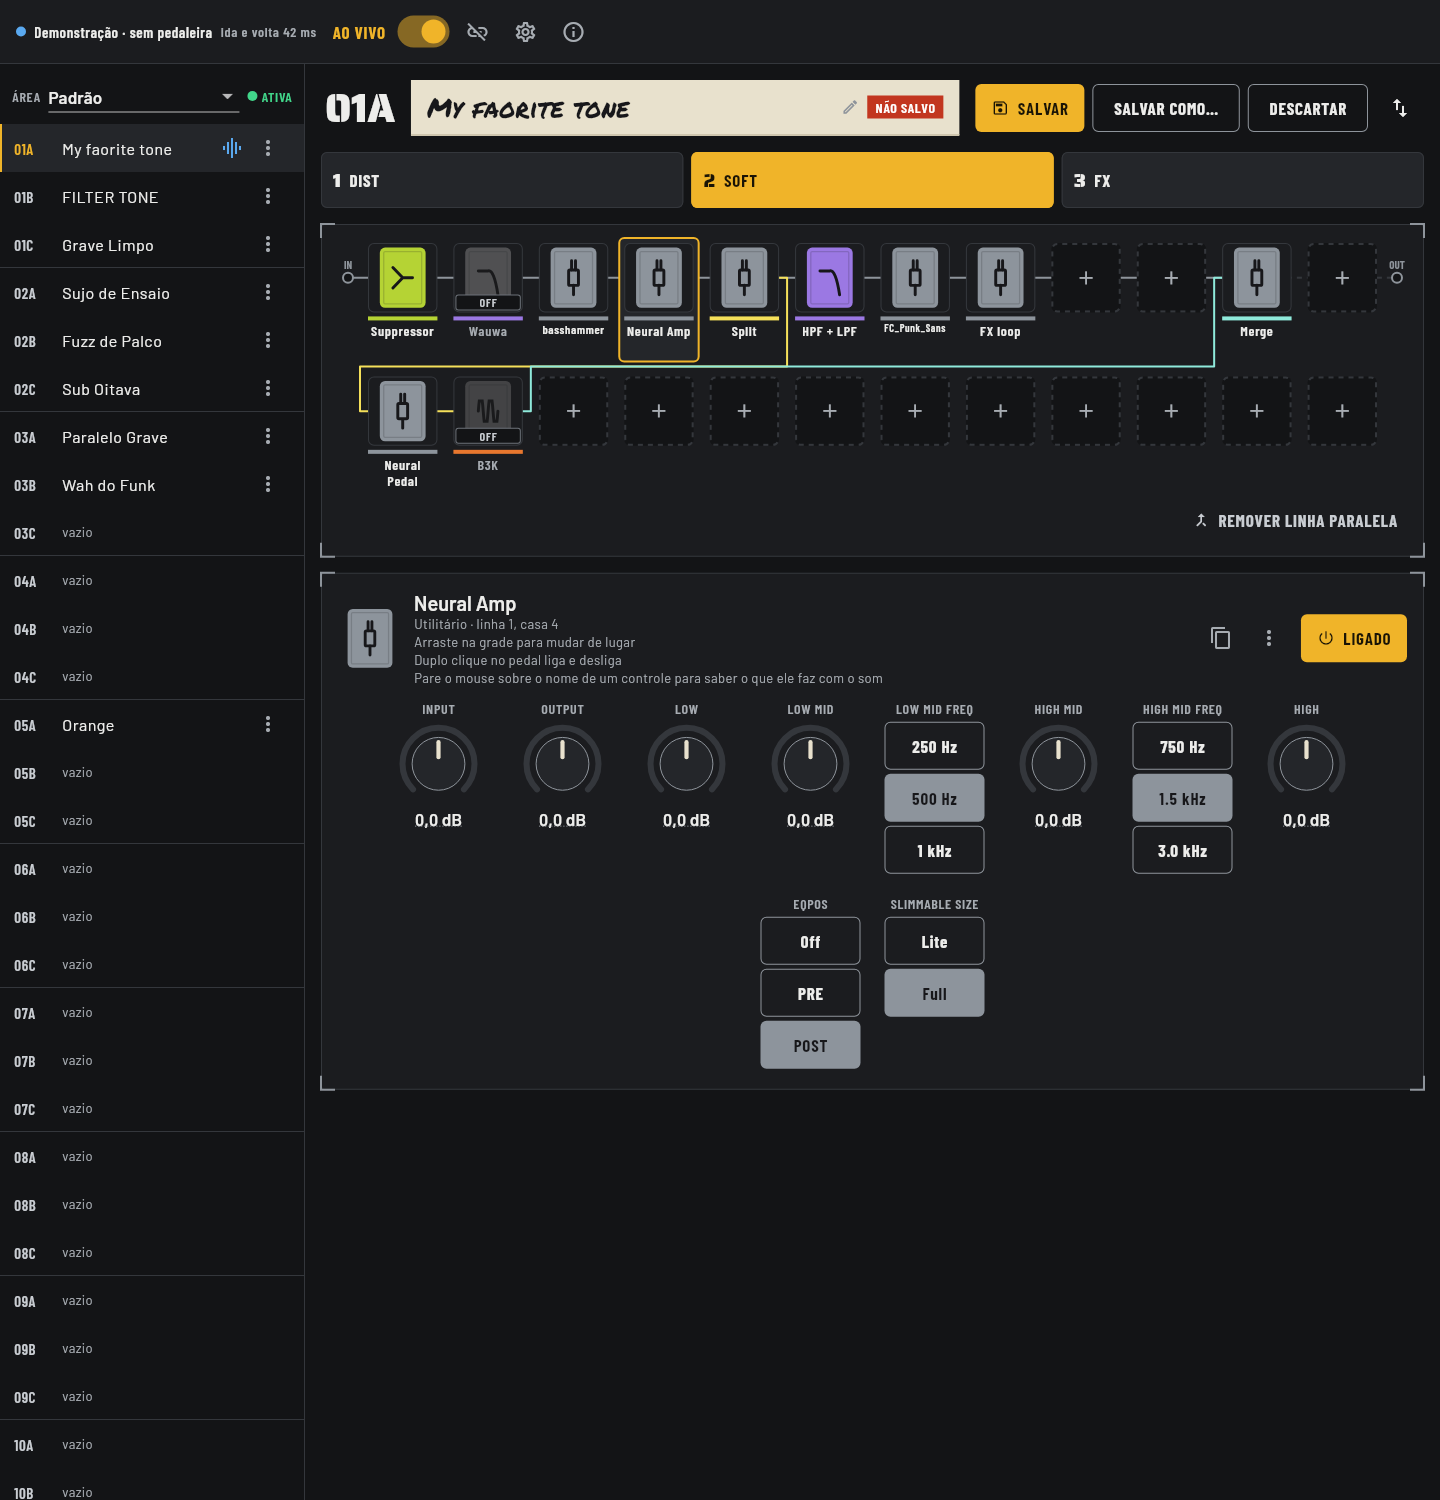 Demonstração · sem pedaleira Ida e volta 42 ms AO VIVO
ÁREA Padrão ATIVA
01A My faorite tone
01B FILTER TONE
01C Grave Limpo
02A Sujo de Ensaio
02B Fuzz de Palco
02C Sub Oitava
03A Paralelo Grave
03B Wah do Funk
03C vazio
04A vazio
04B vazio
04C vazio
05A Orange
05B vazio
05C vazio
06A vazio
06B vazio
06C vazio
07A vazio
07B vazio
07C vazio
08A vazio
08B vazio
08C vazio
09A vazio
09B vazio
09C vazio
10A vazio
10B vazio
01A My faorite tone NÃO SALVO SALVAR SALVAR COMO... DESCARTAR
1 DIST 2 SOFT 3 FX
IN OUT
OFF
Suppressor Wauwa basshammer Neural Amp Split HPF + LPF FC_Punk_Sans FX loop Merge
OFF
Neural Pedal B3K
REMOVER LINHA PARALELA
Neural Amp
Utilitário · linha 1, casa 4
Arraste na grade para mudar de lugar
Duplo clique no pedal liga e desliga
Pare o mouse sobre o nome de um controle para saber o que ele faz com o som
LIGADO
INPUT OUTPUT LOW LOW MID LOW MID FREQ HIGH MID HIGH MID FREQ HIGH
250 Hz 750 Hz
500 Hz 1.5 kHz
0,0 dB 0,0 dB 0,0 dB 0,0 dB 0,0 dB 0,0 dB
1 kHz 3.0 kHz
EQPOS SLIMMABLE SIZE
Off Lite
PRE Full
POST